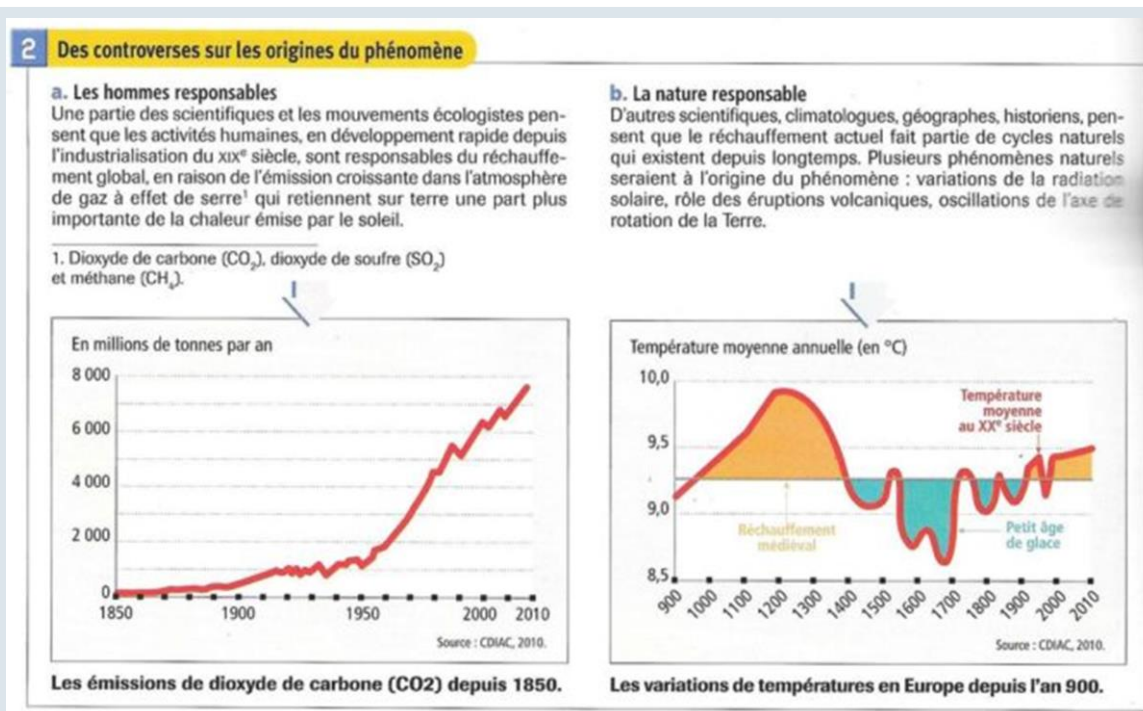 2 Des controverses sur les origines du phénomène
a. Les hommes responsables
Une partie des scientifiques et les mouvements écologistes pen-
sent que les activités humaines, en développement rapide depuis
l'industrialisation du XIXe siècle, sont responsables du réchauffe-
ment global, en raison de l'émission croissante dans l'atmosphère
de gaz à effet de serre1 qui retiennent sur terre une part plus
importante de la chaleur émise par le soleil.
1. Dioxyde de carbone (CO2), dioxyde de soufre (SO2)
et méthane (CH4).
En millions de tonnes par an
8 000
6 000
4 000
2 000
0
1850 1900 1950 2000 2010
Source : CDIAC, 2010.
Les émissions de dioxyde de carbone (CO2) depuis 1850.
b. La nature responsable
D'autres scientifiques, climatologues, géographes, historiens, pen-
sent que le réchauffement actuel fait partie de cycles naturels
qui existent depuis longtemps. Plusieurs phénomènes naturels
seraient à l'origine du phénomène : variations de la radiation
solaire, rôle des éruptions volcaniques, oscillations de l'axe de
rotation de la Terre.
Température moyenne annuelle (en °C)
10,0
9,5
9,0
8,5
Température
moyenne
au XXe siècle
Réchauffement
médiéval
Petit âge
de glace
900 1000 1100 1200 1300 1400 1500 1600 1700 1800 1900 2000 2010
Source : CDIAC, 2010.
Les variations de températures en Europe depuis l'an 900.